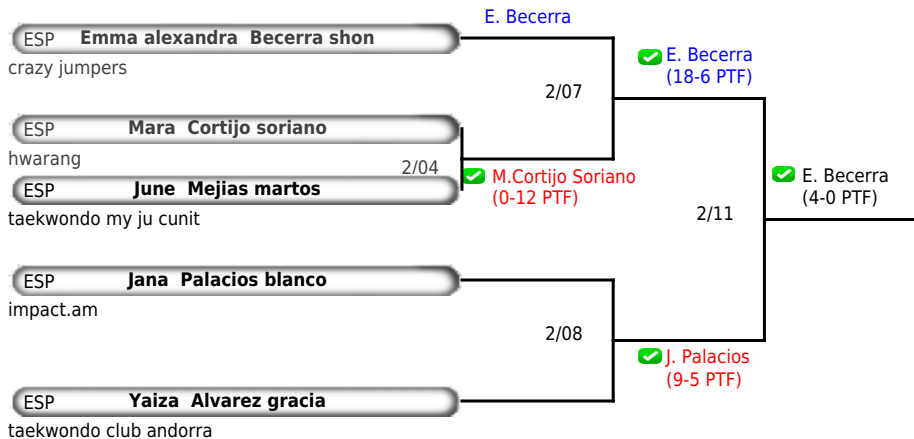 E. Becerra
ESP Emma alexandra Becerra shon
crazy jumpers
E. Becerra
(18-6 PTF)
2/07
ESP Mara Cortijo soriano
hwarang
2/04
M.Cortijo Soriano
(0-12 PTF)
ESP June Mejias martos
taekwondo my ju cunit
E. Becerra
(4-0 PTF)
2/11
ESP Jana Palacios blanco
impact.am
2/08
J. Palacios
(9-5 PTF)
ESP Yaiza Alvarez gracia
taekwondo club andorra